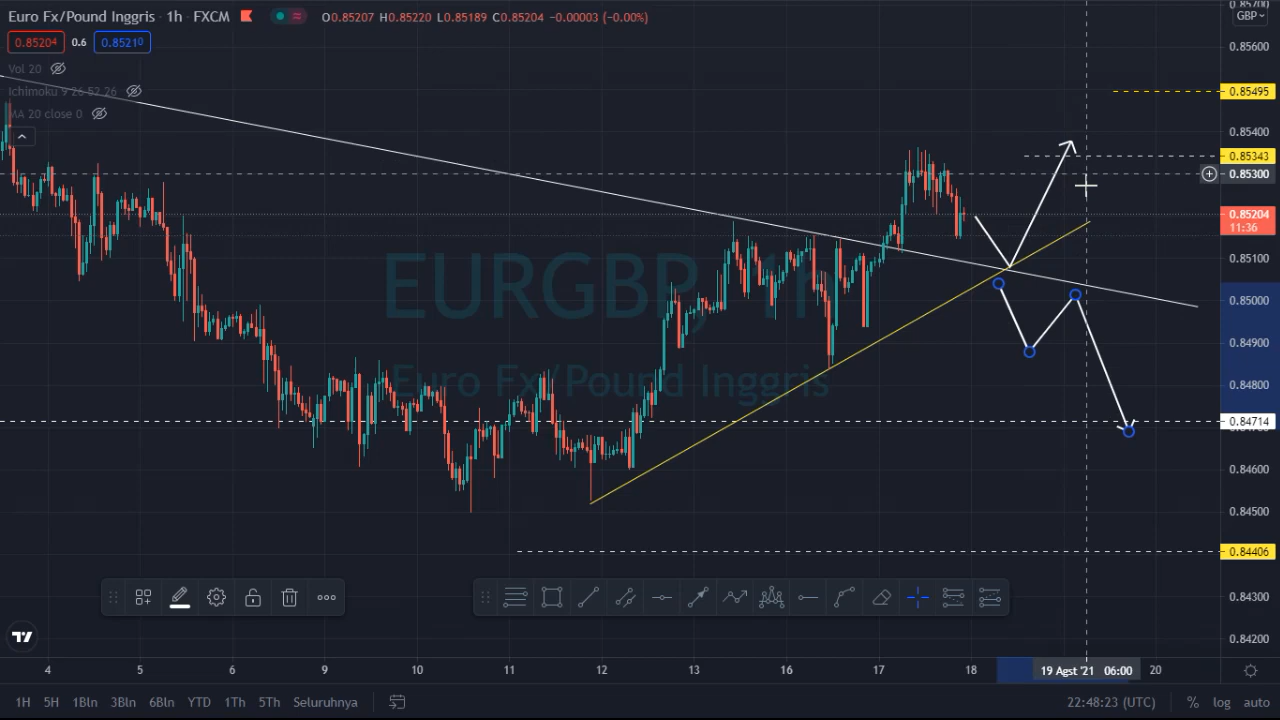 Euro Fx/Pound Inggris · 1h · FXCM O0.85207 H0.85220 L0.85189 C0.85204 −0.00003 (−0.00%)
0.85204 0.6 0.85210
Vol 20
Ichimoku 9 26 52 26
MA 20 close 0
EURGBP, 1h
Euro Fx/Pound Inggris
0.85700
GBP
0.85600
0.85495
0.85400
0.85343
0.85300
0.85204
11:36
0.85100
0.85000
0.84900
0.84800
0.84714
0.84600
0.84500
0.84406
0.84300
0.84200
4 5 6 9 10 11 12 13 16 17 18 19 Agst '21 06:00 20
1H 5H 1Bln 3Bln 6Bln YTD 1Th 5Th Seluruhnya 22:48:23 (UTC) % log auto